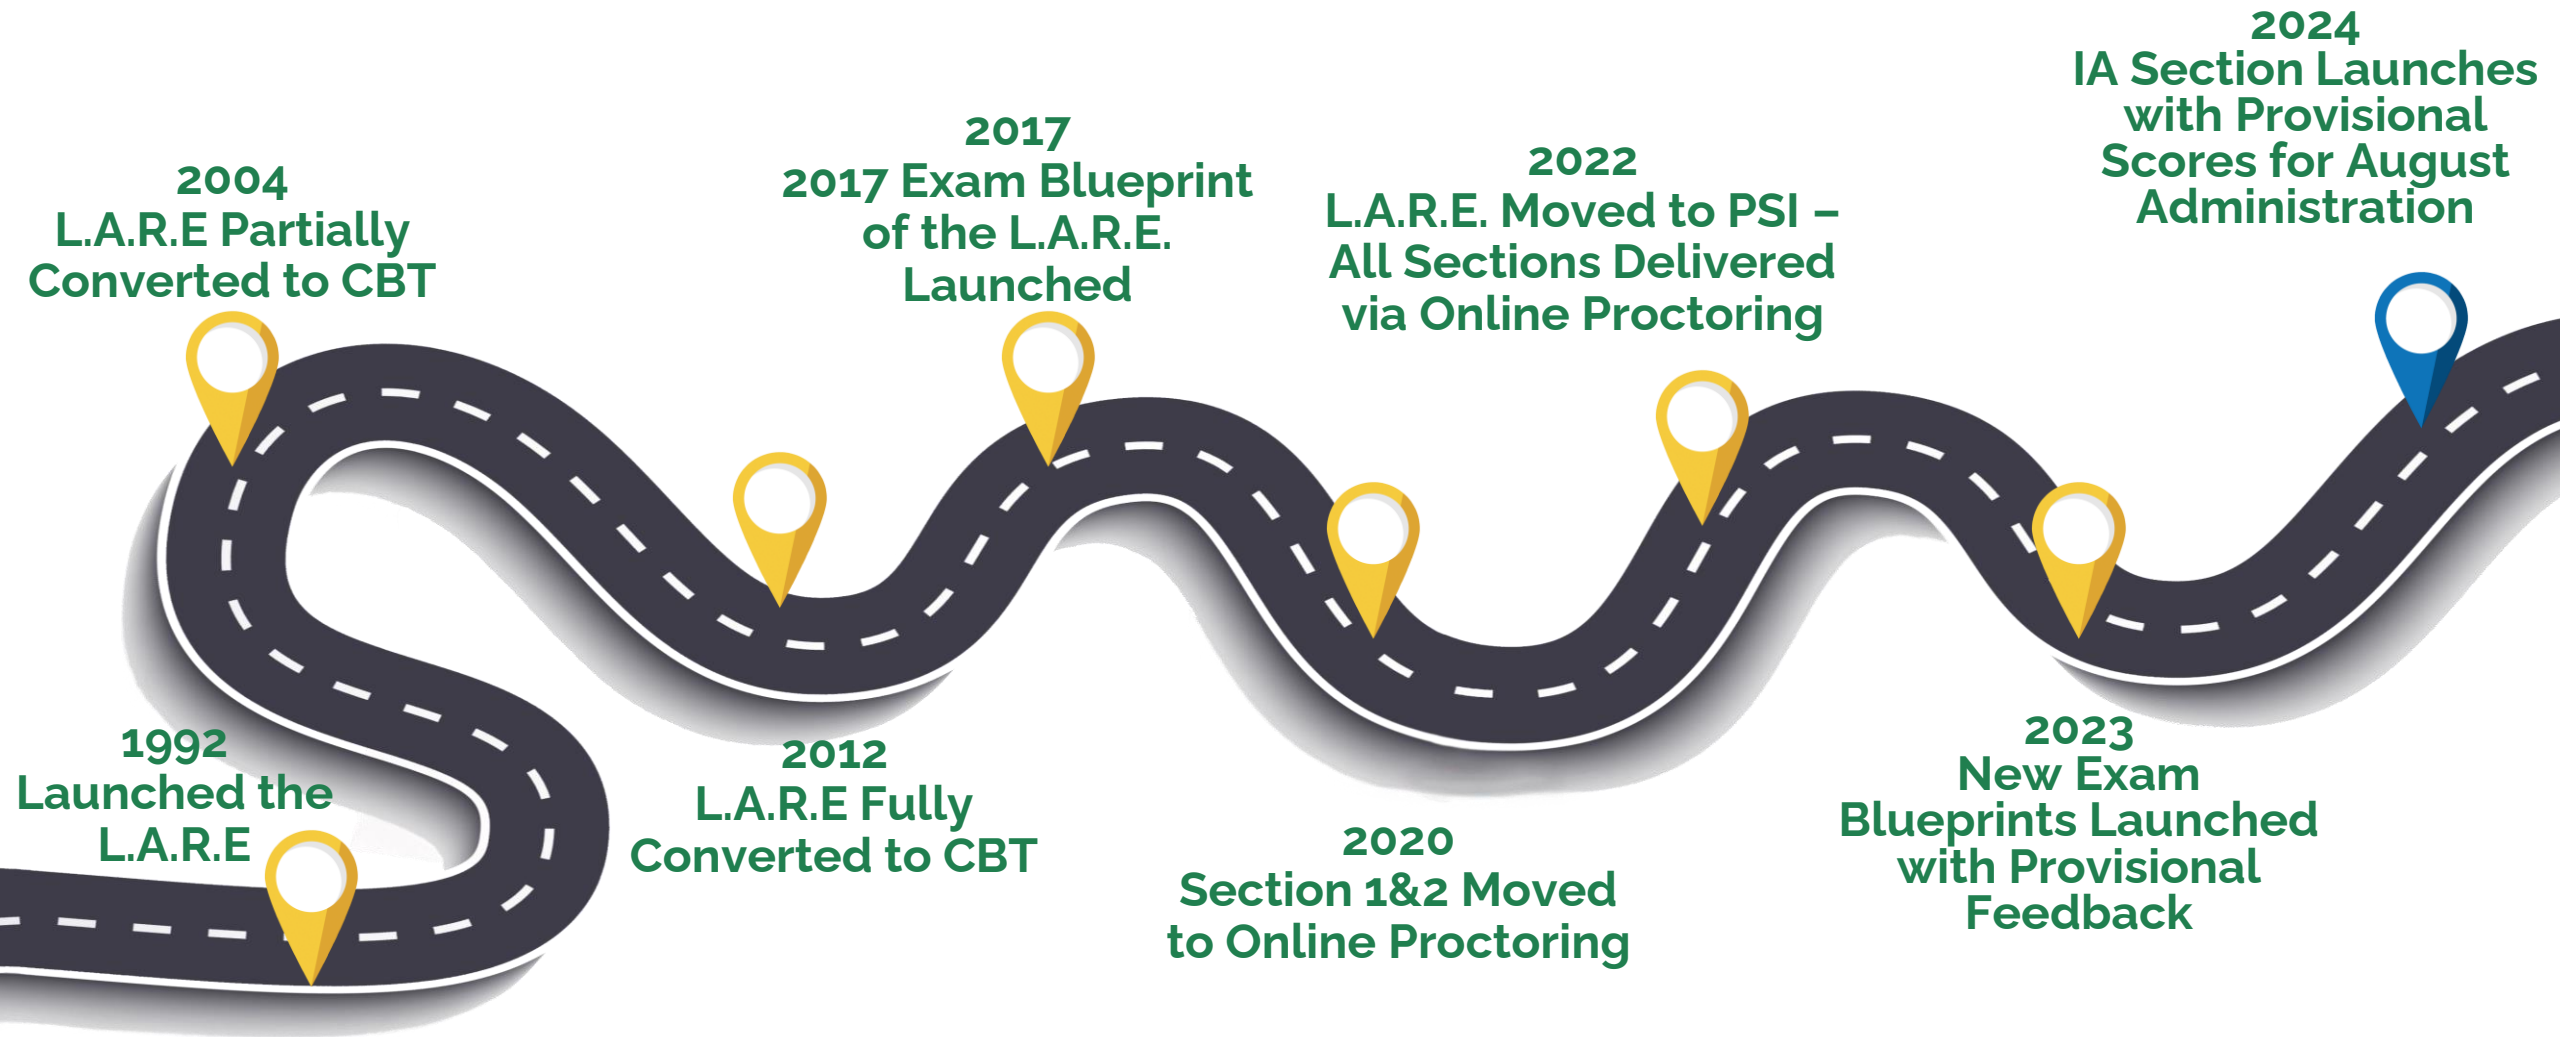 1992
Launched the
L.A.R.E
2004
L.A.R.E Partially
Converted to CBT
2012
L.A.R.E Fully
Converted to CBT
2017
2017 Exam Blueprint
of the L.A.R.E.
Launched
2020
Section 1&2 Moved
to Online Proctoring
2022
L.A.R.E. Moved to PSI –
All Sections Delivered
via Online Proctoring
2023
New Exam
Blueprints Launched
with Provisional
Feedback
2024
IA Section Launches
with Provisional
Scores for August
Administration